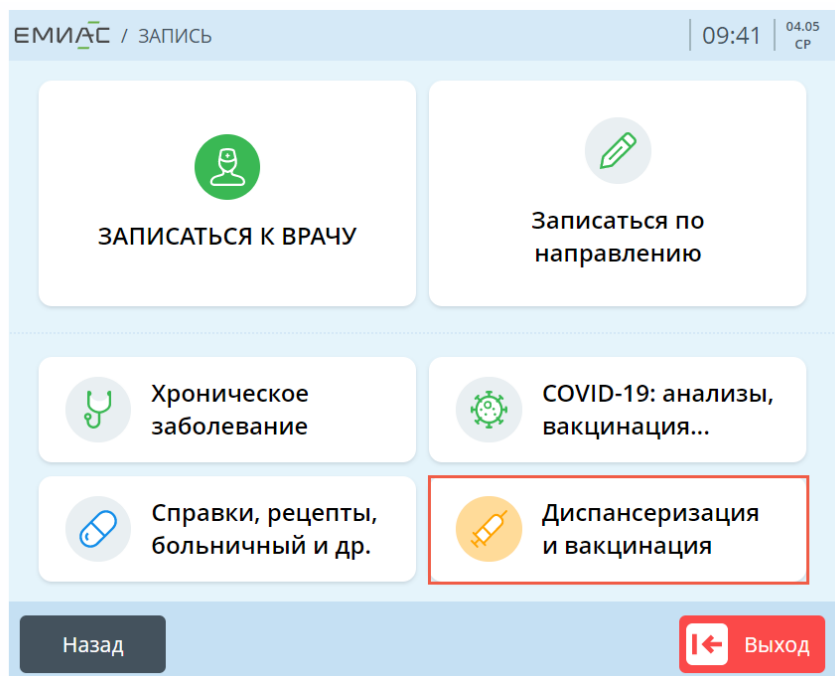 ЕМИАС / ЗАПИСЬ
09:41
04.05
СР
ЗАПИСАТЬСЯ К ВРАЧУ
Записаться по
направлению
Хроническое
заболевание
COVID-19: анализы,
вакцинация...
Справки, рецепты,
больничный и др.
Диспансеризация
и вакцинация
Назад
Выход